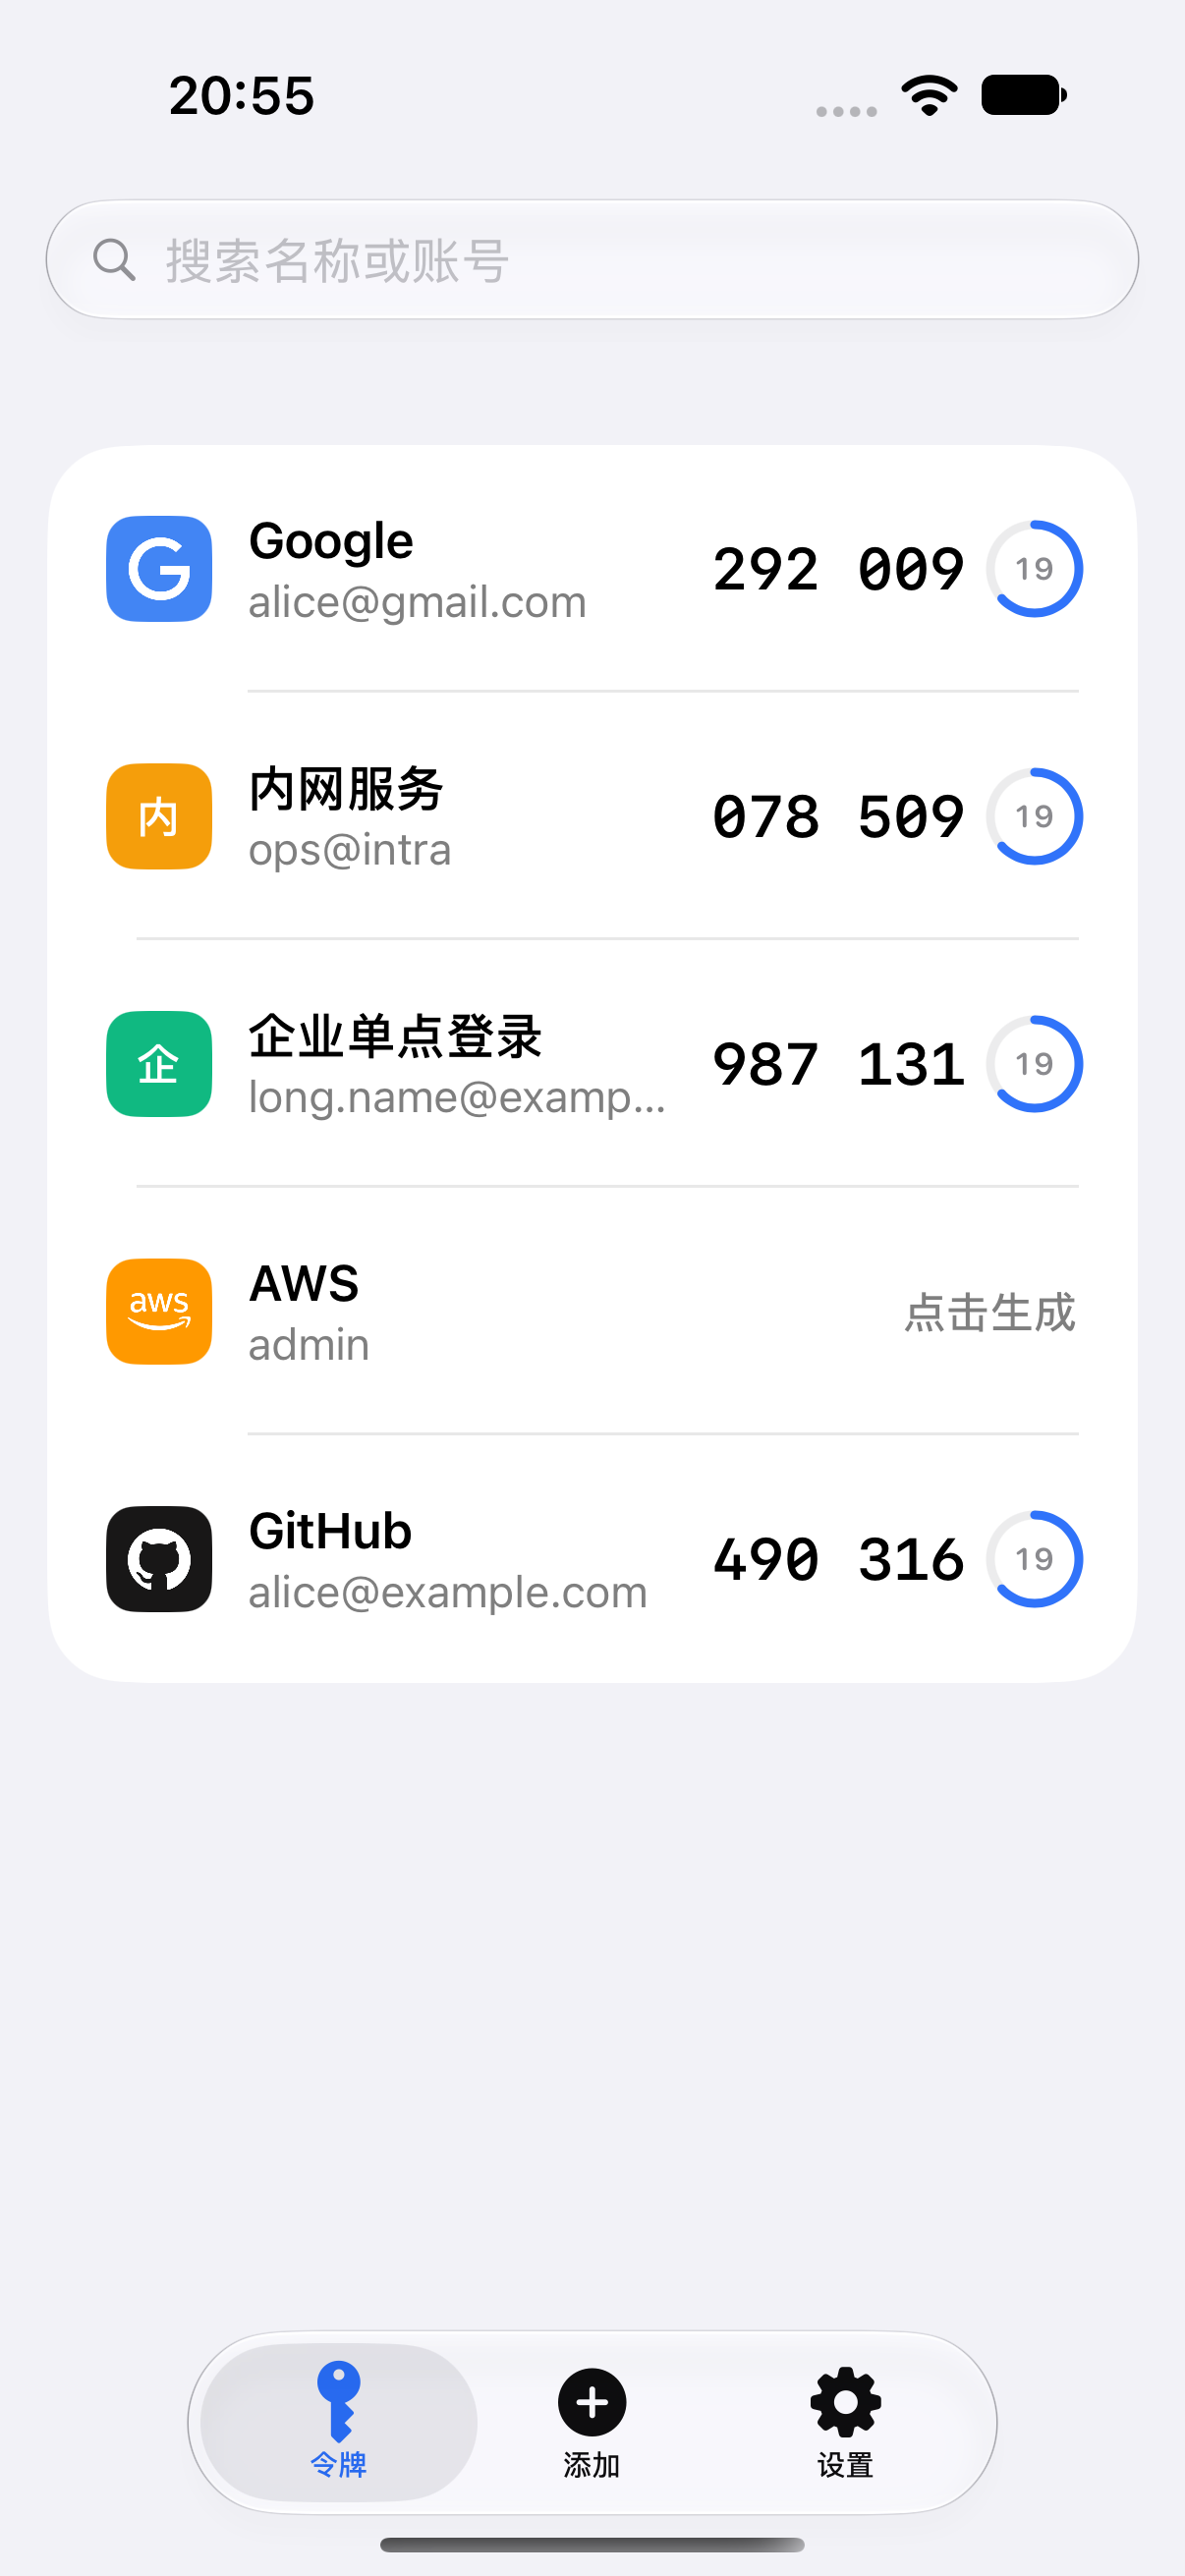 20:55
搜索名称或账号
Google
alice@gmail.com
292 009
19
内
内网服务
ops@intra
078 509
19
企
企业单点登录
long.name@examp...
987 131
19
aws
AWS
admin
点击生成
GitHub
alice@example.com
490 316
19
令牌
添加
设置